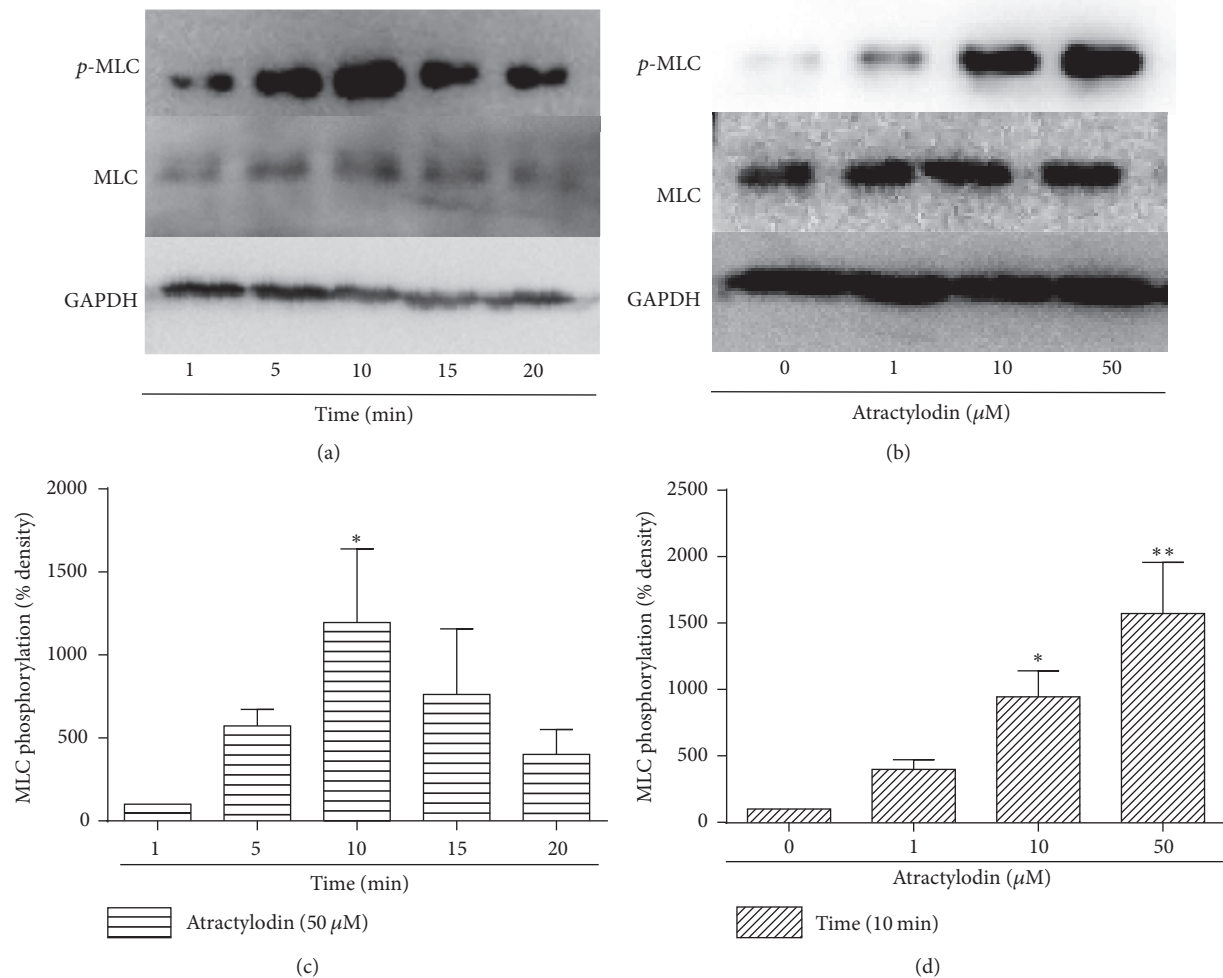 p-MLC
MLC
GAPDH
1 5 10 15 20
Time (min)
(a)
p-MLC
MLC
GAPDH
0 1 10 50
Atractylodin (μM)
(b)
MLC phosphorylation (% density)
2000
1500
1000
500
0
*
1 5 10 15 20
Time (min)
Atractylodin (50 μM)
(c)
MLC phosphorylation (% density)
2500
2000
1500
1000
500
0
*
**
0 1 10 50
Atractylodin (μM)
Time (10 min)
(d)